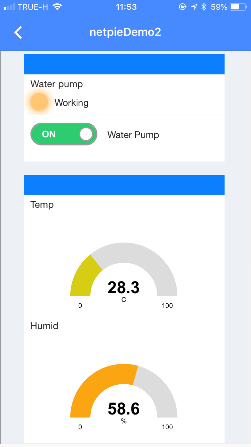 TRUE-H 11:53 59%
netpieDemo2
Water pump
Working
ON Water Pump
Temp
28.3
C
0 100
Humid
58.6
%
0 100